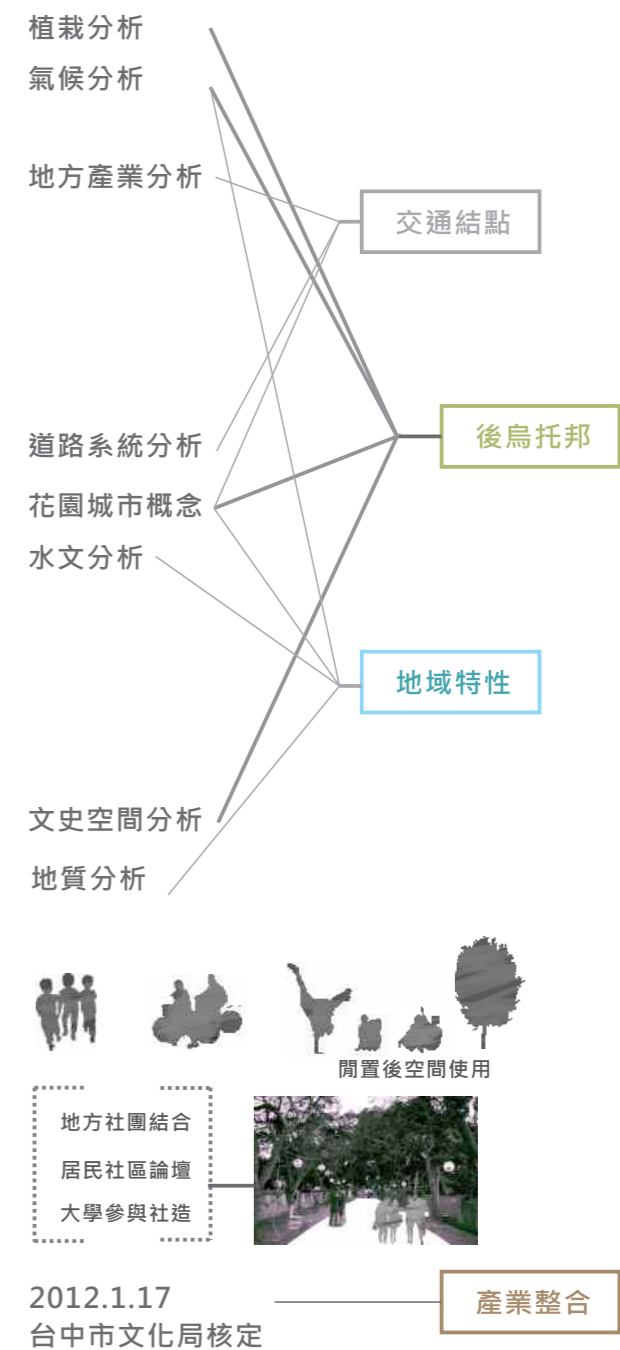 植栽分析
氣候分析
地方產業分析
交通結點
後烏托邦
道路系統分析
花園城市概念
水文分析
地域特性
文史空間分析
地質分析
閒置後空間使用
地方社團結合
居民社區論壇
大學參與社造
2012.1.17
台中市文化局核定
產業整合